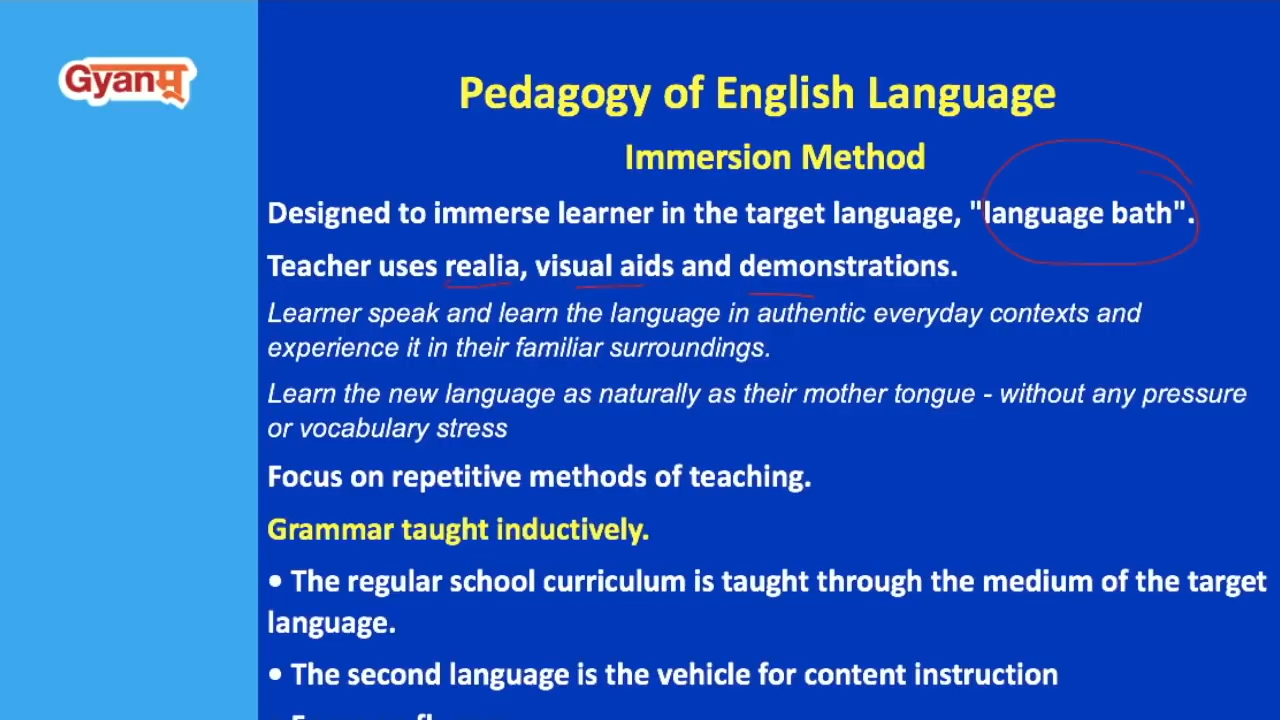 Gyanम
Pedagogy of English Language
Immersion Method
Designed to immerse learner in the target language, "language bath".
Teacher uses realia, visual aids and demonstrations.
Learner speak and learn the language in authentic everyday contexts and
experience it in their familiar surroundings.
Learn the new language as naturally as their mother tongue - without any pressure
or vocabulary stress
Focus on repetitive methods of teaching.
Grammar taught inductively.
• The regular school curriculum is taught through the medium of the target
language.
• The second language is the vehicle for content instruction